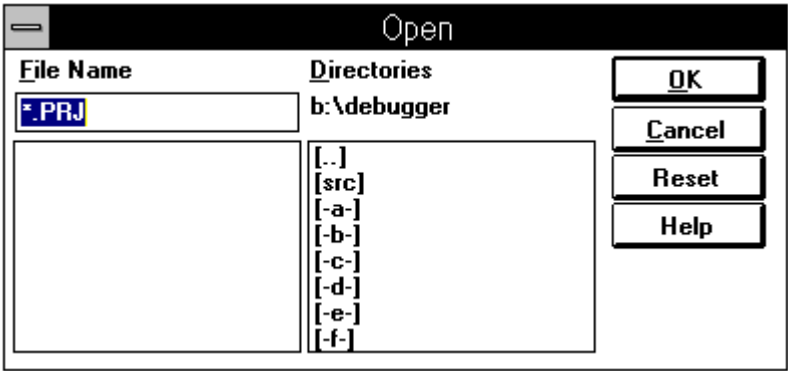 Open
File Name
*.PRJ
Directories
b:\debugger
[..]
[src]
[-a-]
[-b-]
[-c-]
[-d-]
[-e-]
[-f-]
OK
Cancel
Reset
Help